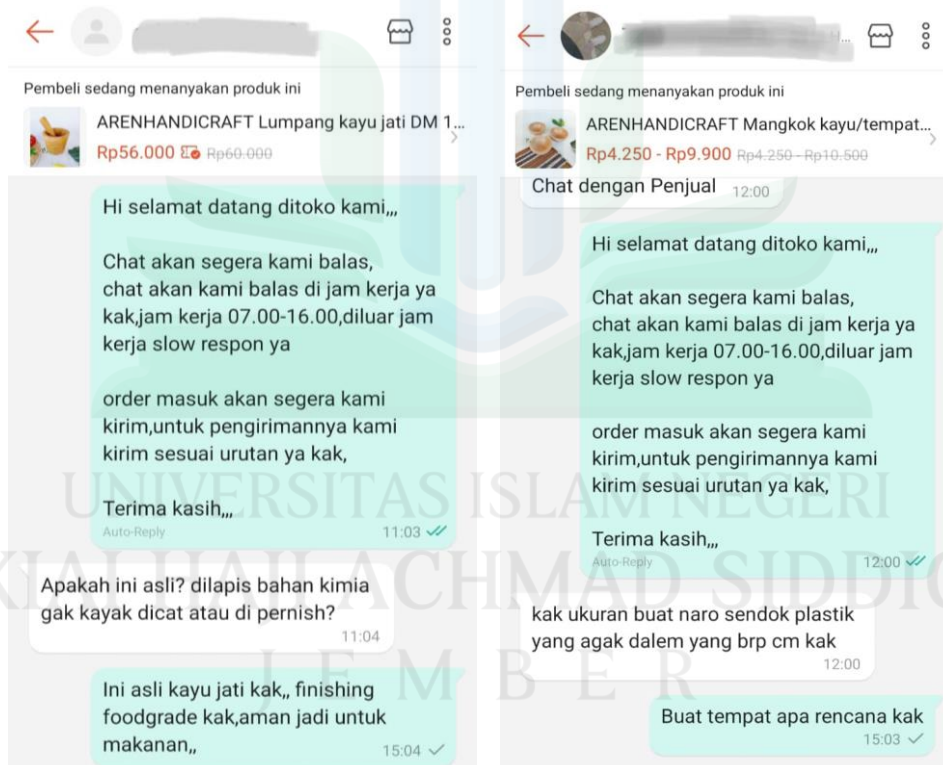 Pembeli sedang menanyakan produk ini
ARENHANDICRAFT Lumpang kayu jati DM 1...
Rp56.000 Rp60.000
Hi selamat datang ditoko kami,,,
Chat akan segera kami balas,
chat akan kami balas di jam kerja ya
kak,jam kerja 07.00-16.00,diluar jam
kerja slow respon ya
order masuk akan segera kami
kirim,untuk pengirimannya kami
kirim sesuai urutan ya kak,
Terima kasih,,,
Auto-Reply 11:03
Apakah ini asli? dilapis bahan kimia
gak kayak dicat atau di pernish?
11:04
Ini asli kayu jati kak,, finishing
foodgrade kak,aman jadi untuk
makanan,,
15:04
Pembeli sedang menanyakan produk ini
ARENHANDICRAFT Mangkok kayu/tempat...
Rp4.250 - Rp9.900 Rp4.250 - Rp10.500
Chat dengan Penjual 12:00
Hi selamat datang ditoko kami,,,
Chat akan segera kami balas,
chat akan kami balas di jam kerja ya
kak,jam kerja 07.00-16.00,diluar jam
kerja slow respon ya
order masuk akan segera kami
kirim,untuk pengirimannya kami
kirim sesuai urutan ya kak,
Terima kasih,,,
Auto-Reply 12:00
kak ukuran buat naro sendok plastik
yang agak dalem yang brp cm kak
12:00
Buat tempat apa rencana kak
15:03
UNIVERSITAS ISLAM NEGERI
KIAI HAJI ACHMAD SIDDIQ
JEMBER